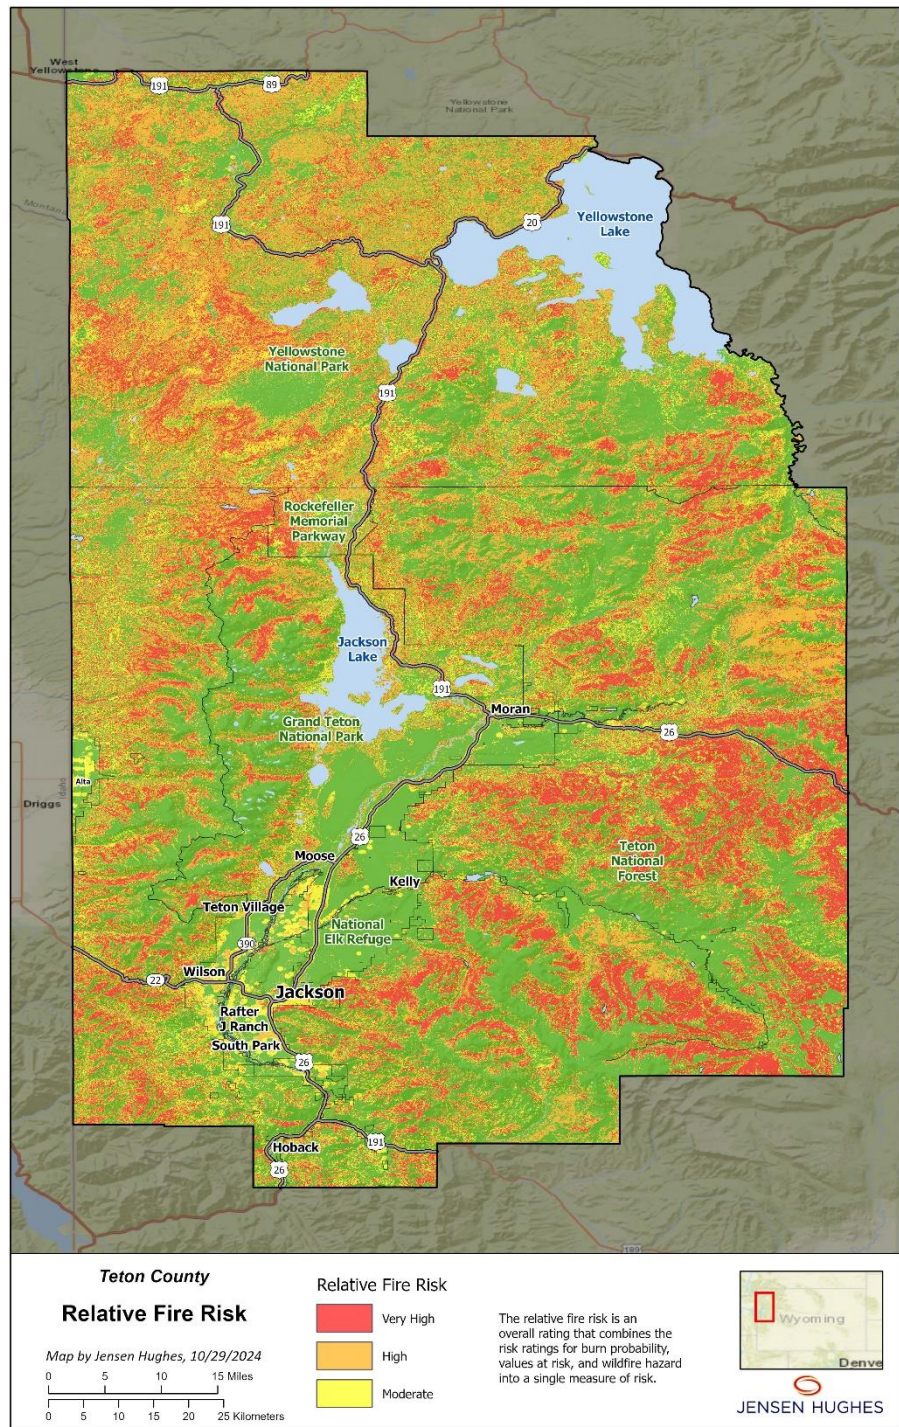 West
Yellowstone
191
89
Yellowstone
National Park
Yellowstone
Lake
20
191
Yellowstone
National Park
191
Rockefeller
Memorial
Parkway
Jackson
Lake
191
Moran
Grand Teton
National Park
26
Alta
Driggs
Idaho
26
Moose
Teton
National
Forest
Kelly
Teton Village
National
Elk Refuge
390
Wilson
22
Jackson
Rafter
J Ranch
South Park
26
Hoback
191
26
189
Teton County
Relative Fire Risk
Map by Jensen Hughes, 10/29/2024
0 5 10 15 Miles
0 5 10 15 20 25 Kilometers
Relative Fire Risk
Very High
High
Moderate
The relative fire risk is an
overall rating that combines the
risk ratings for burn probability,
values at risk, and wildfire hazard
into a single measure of risk.
Wyoming
Denve
JENSEN HUGHES